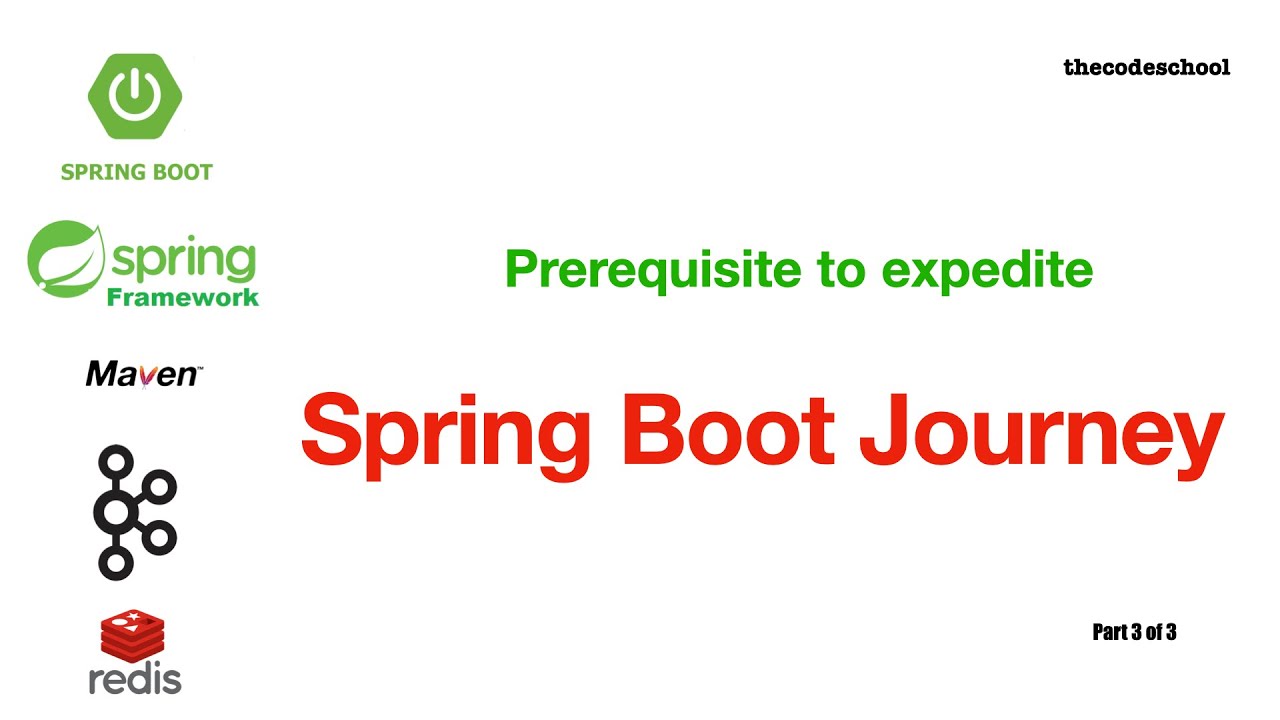 thecodeschool
SPRING BOOT
spring
Framework
Prerequisite to expedite
Maven™
Spring Boot Journey
Part 3 of 3
redis